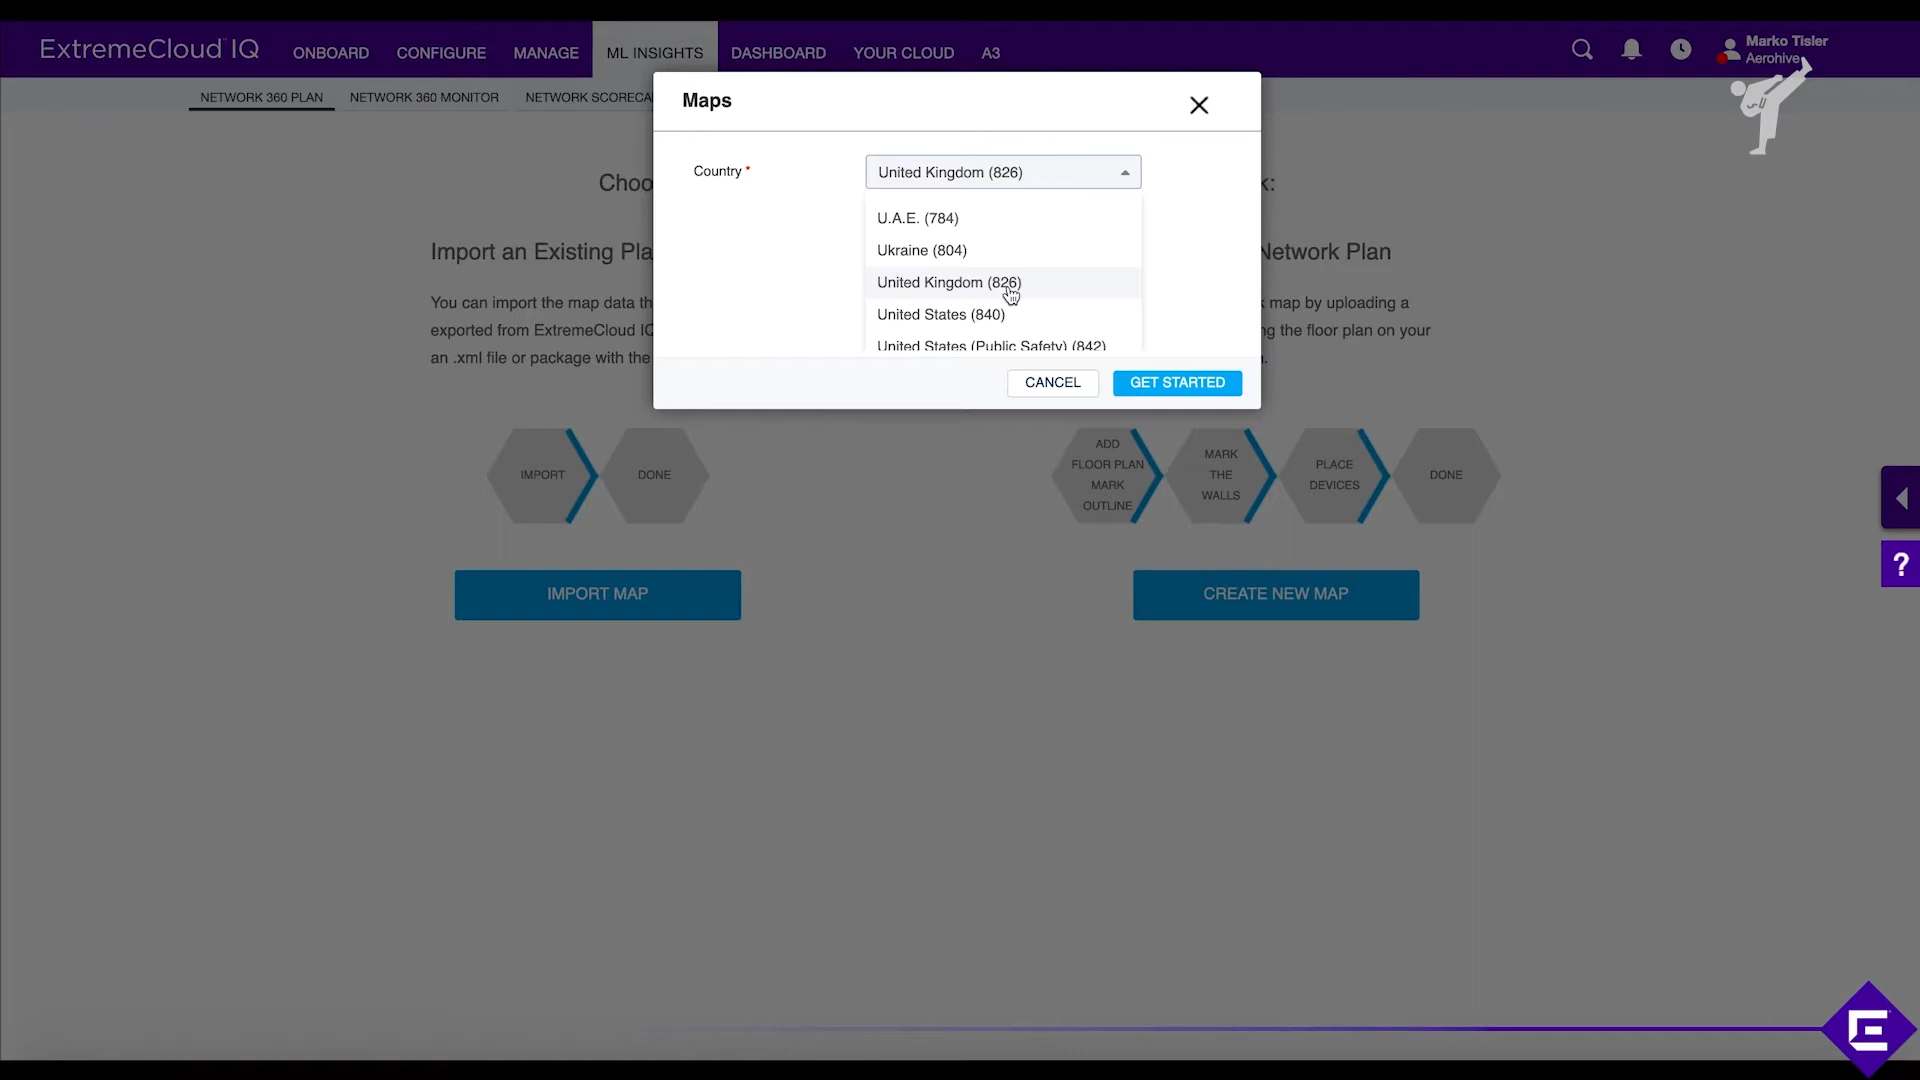 ExtremeCloud IQ
ONBOARD CONFIGURE MANAGE ML INSIGHTS DASHBOARD YOUR CLOUD A3
Marko Tisler
Aerohive
NETWORK 360 PLAN NETWORK 360 MONITOR NETWORK SCORECA
Maps
Country *
United Kingdom (826)
U.A.E. (784)
Ukraine (804)
United Kingdom (826)
United States (840)
United States (Public Safety) (842)
CANCEL GET STARTED
Choo
k:
Import an Existing Pla
You can import the map data th
exported from ExtremeCloud IQ
an .xml file or package with the
IMPORT
DONE
IMPORT MAP
Network Plan
k map by uploading a
ng the floor plan on your
ADD
FLOOR PLAN
MARK
OUTLINE
MARK
THE
WALLS
PLACE
DEVICES
DONE
CREATE NEW MAP
?